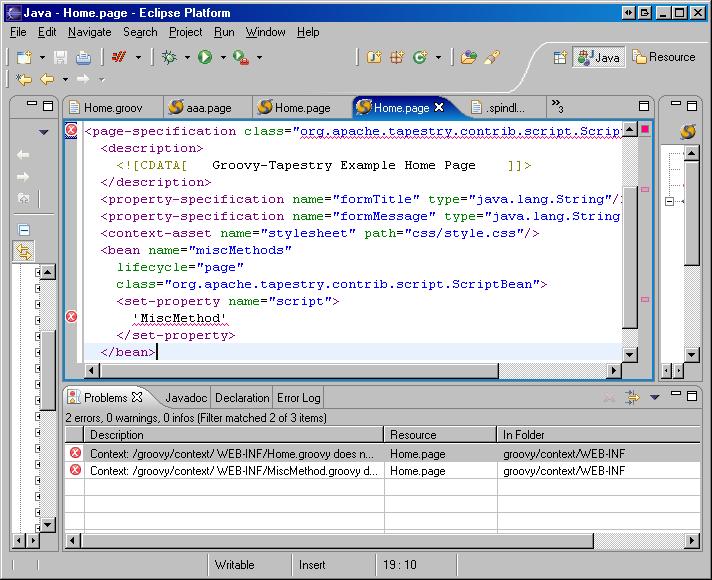 Java - Home.page - Eclipse Platform
File Edit Navigate Search Project Run Window Help
Java Resource
Home.groov aaa.page Home.page Home.page .spindl... »3
<page-specification class="org.apache.tapestry.contrib.script.Scrip
<description>
<![CDATA[ Groovy-Tapestry Example Home Page ]]>
</description>
<property-specification name="formTitle" type="java.lang.String"/
<property-specification name="formMessage" type="java.lang.String
<context-asset name="stylesheet" path="css/style.css"/>
<bean name="miscMethods"
lifecycle="page"
class="org.apache.tapestry.contrib.script.ScriptBean">
<set-property name="script">
'MiscMethod'
</set-property>
</bean>
Problems Javadoc Declaration Error Log
2 errors, 0 warnings, 0 infos (Filter matched 2 of 3 items)
Description Resource In Folder
Context: /groovy/context/ WEB-INF/Home.groovy does n... Home.page groovy/context/WEB-INF
Context: /groovy/context/ WEB-INF/MiscMethod.groovy d... Home.page groovy/context/WEB-INF
Writable Insert 19 : 10